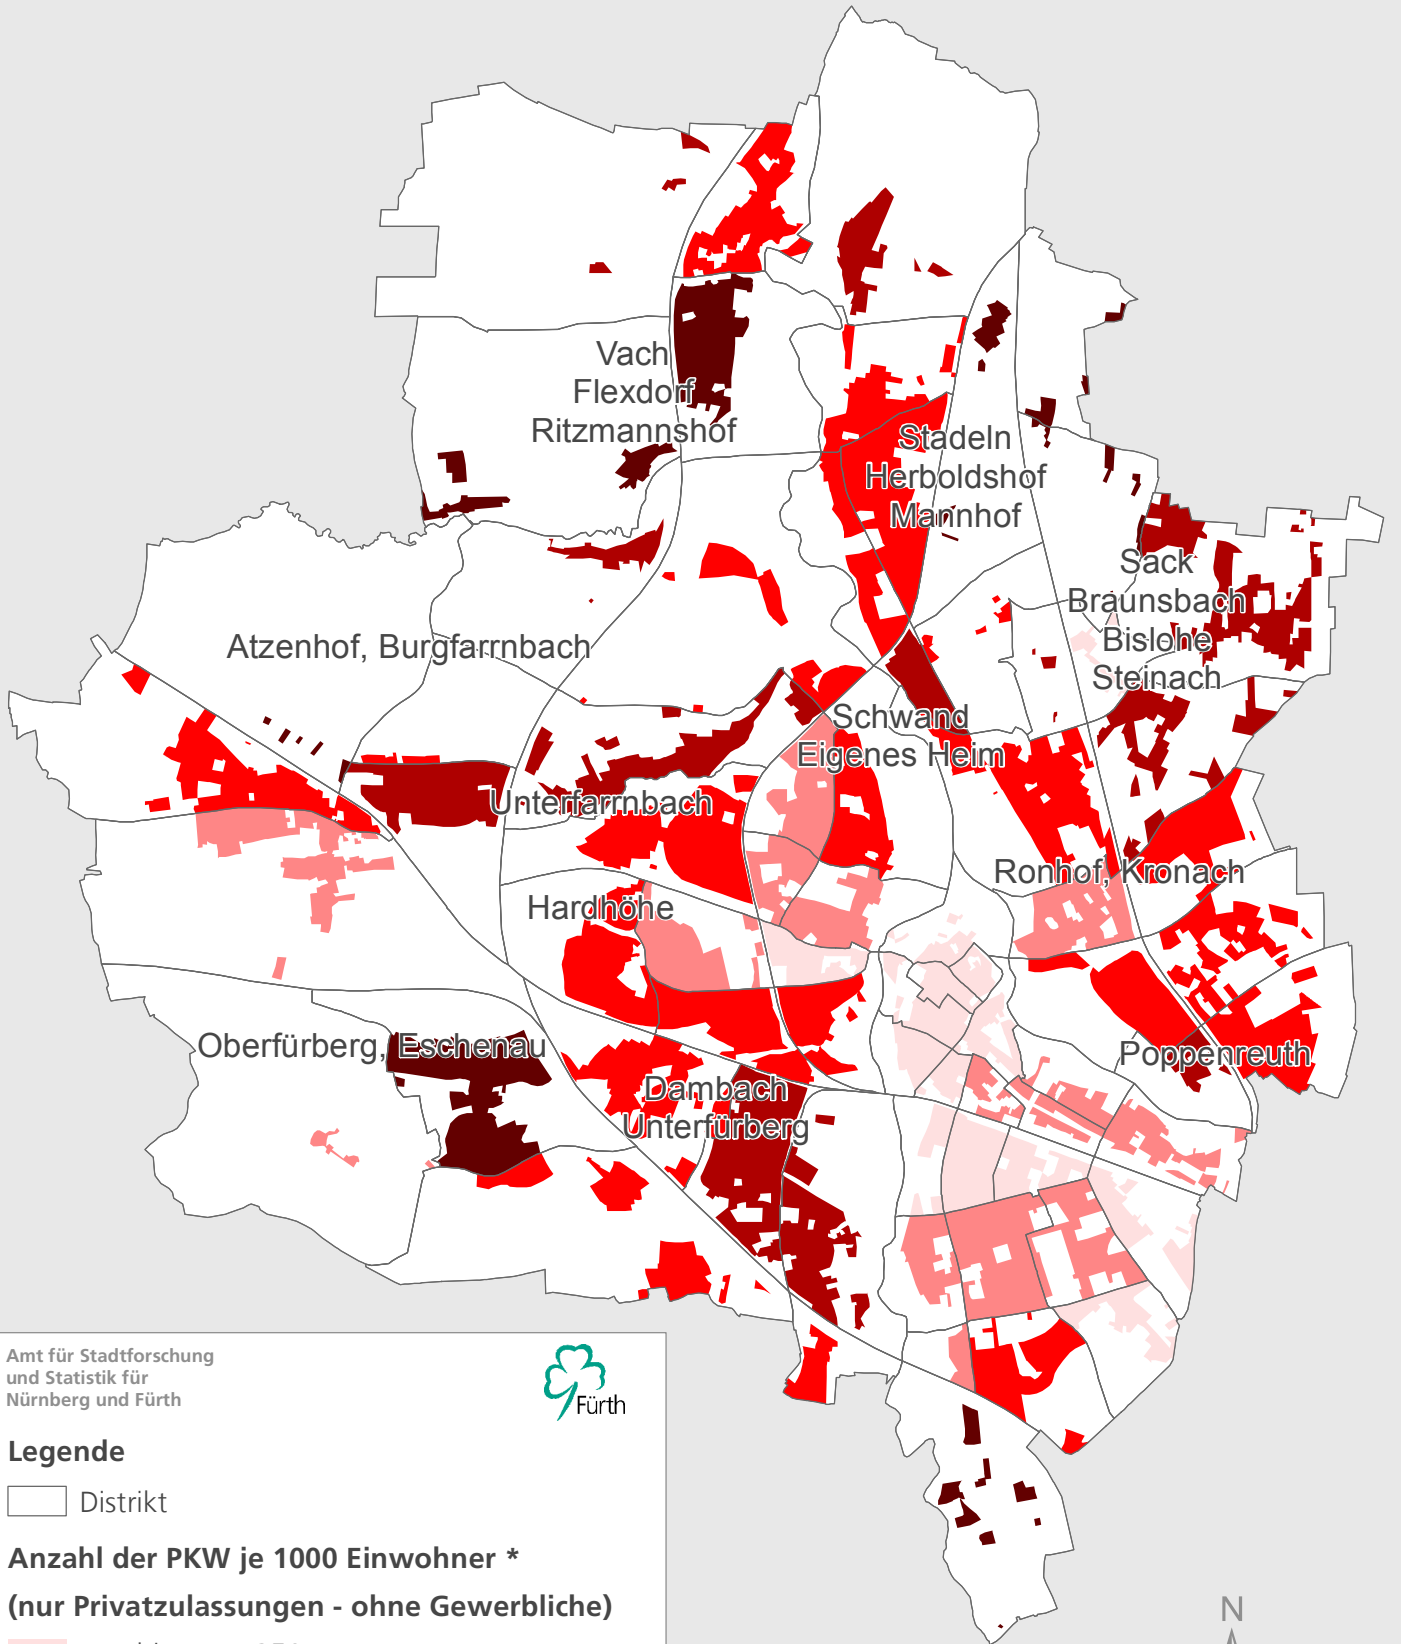 Vach
Flexdorf
Ritzmannshof
Stadeln
Herboldshof
Mannhof
Sack
Braunsbach
Bislohe
Steinach
Atzenhof, Burgfarrnbach
Schwand
Eigenes Heim
Unterfarrnbach
Ronhof, Kronach
Hardhöhe
Oberfürberg, Eschenau
Poppenreuth
Dambach
Unterfürberg
Amt für Stadtforschung
und Statistik für
Nürnberg und Fürth
Fürth
Legende
Distrikt
Anzahl der PKW je 1000 Einwohner *
(nur Privatzulassungen - ohne Gewerbliche)
N